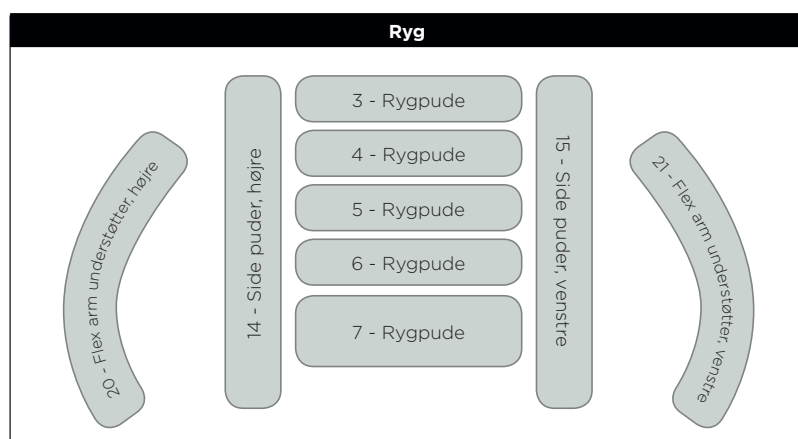 Ryg
3 - Rygpude
4 - Rygpude
5 - Rygpude
6 - Rygpude
7 - Rygpude
14 - Side puder, højre
15 - Side puder, venstre
20 - Flex arm understøtter, højre
21 - Flex arm understøtter, venstre